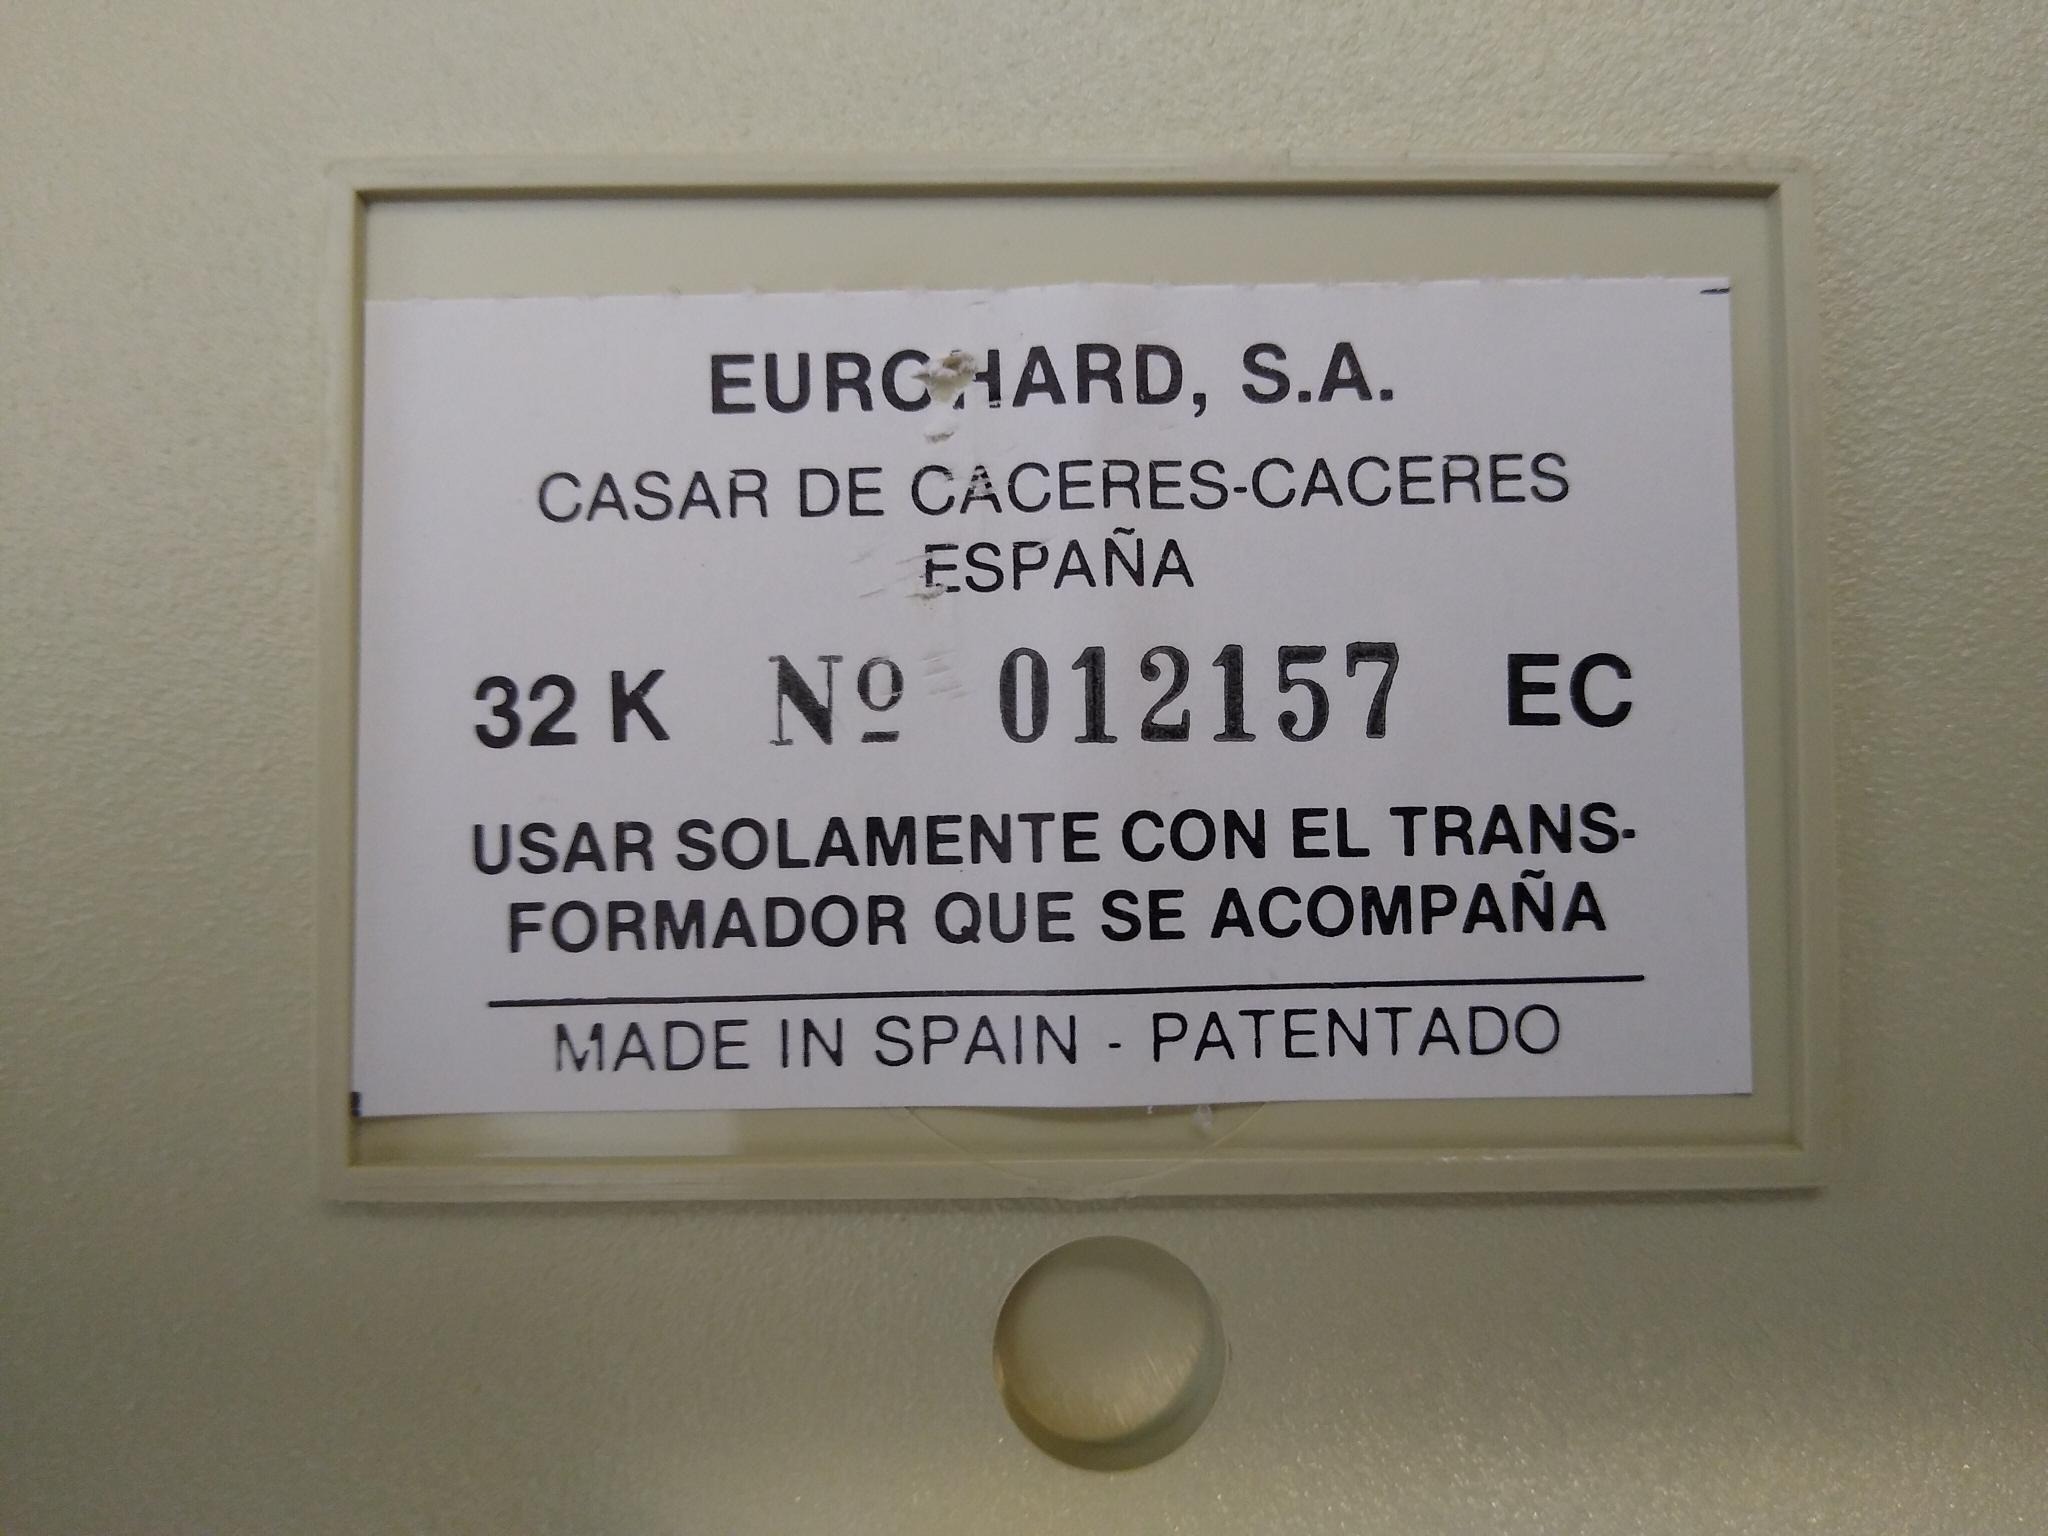 EUROHARD, S.A.
CASAR DE CACERES-CACERES
ESPAÑA
32 K Nº 012157 EC
USAR SOLAMENTE CON EL TRANS-
FORMADOR QUE SE ACOMPAÑA
MADE IN SPAIN - PATENTADO